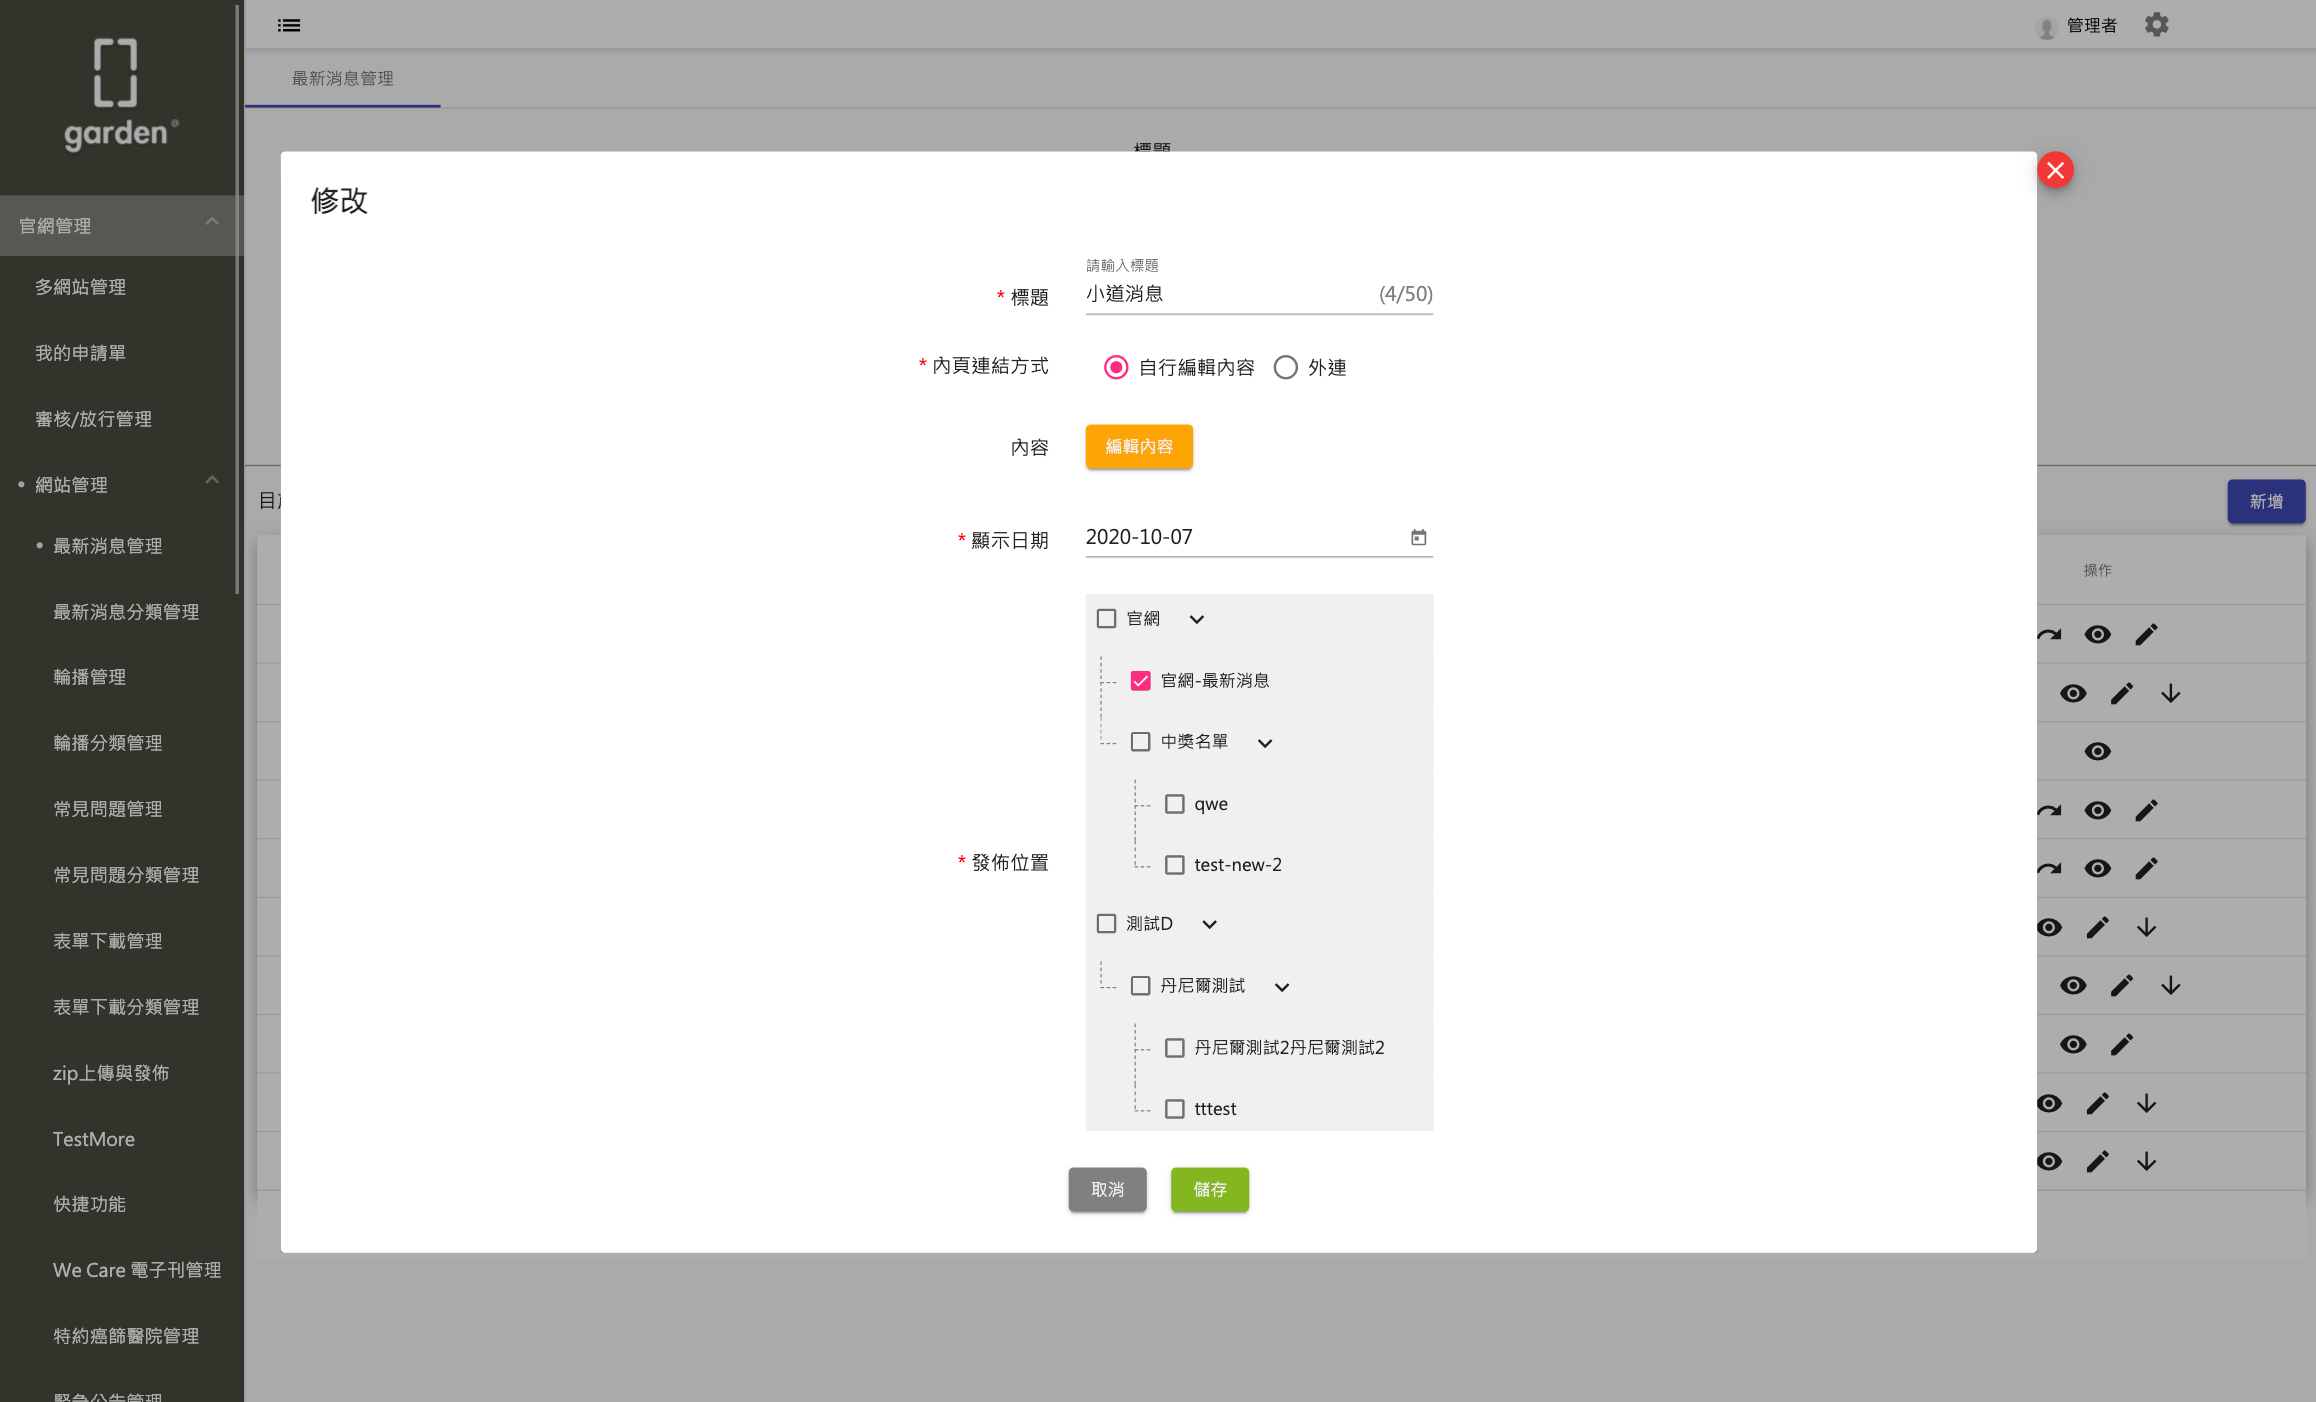 管理者
garden
最新消息管理
官網管理
多網站管理
我的申請單
審核/放行管理
網站管理
最新消息管理
最新消息分類管理
輪播管理
輪播分類管理
常見問題管理
常見問題分類管理
表單下載管理
表單下載分類管理
zip上傳與發佈
TestMore
快捷功能
We Care 電子刊管理
特約癌篩醫院管理
標題
修改
請輸入標題
* 標題 小道消息 (4/50)
* 內頁連結方式 自行編輯內容 外連
內容 編輯內容
* 顯示日期 2020-10-07
官網
官網-最新消息
中獎名單
qwe
* 發佈位置 test-new-2
測試D
丹尼爾測試
丹尼爾測試2丹尼爾測試2
tttest
取消 儲存
新增
操作